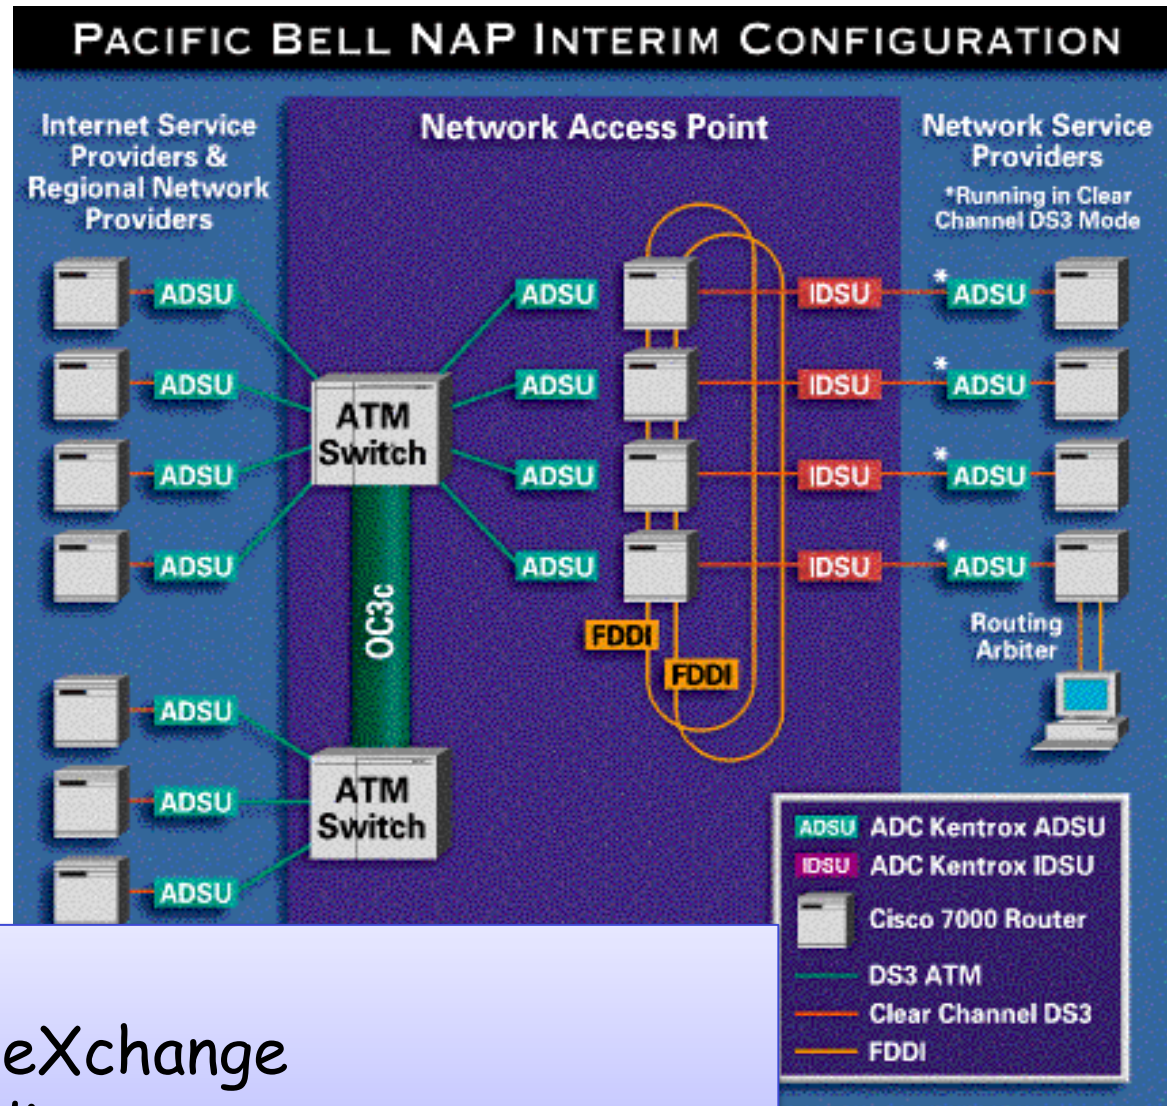 PACIFIC BELL NAP INTERIM CONFIGURATION
Internet Service
Providers &
Regional Network
Providers
Network Access Point
Network Service
Providers
*Running in Clear
Channel DS3 Mode
ADSU
ADSU
IDSU
* ADSU
ADSU
ADSU
IDSU
* ADSU
ATM
Switch
ADSU
ADSU
IDSU
* ADSU
ADSU
ADSU
IDSU
* ADSU
OC3c
FDDI
FDDI
Routing
Arbiter
ADSU
ADSU
ADSU
ATM
Switch
ADSU ADC Kentrox ADSU
IDSU ADC Kentrox IDSU
Cisco 7000 Router
DS3 ATM
Clear Channel DS3
FDDI
eXchange